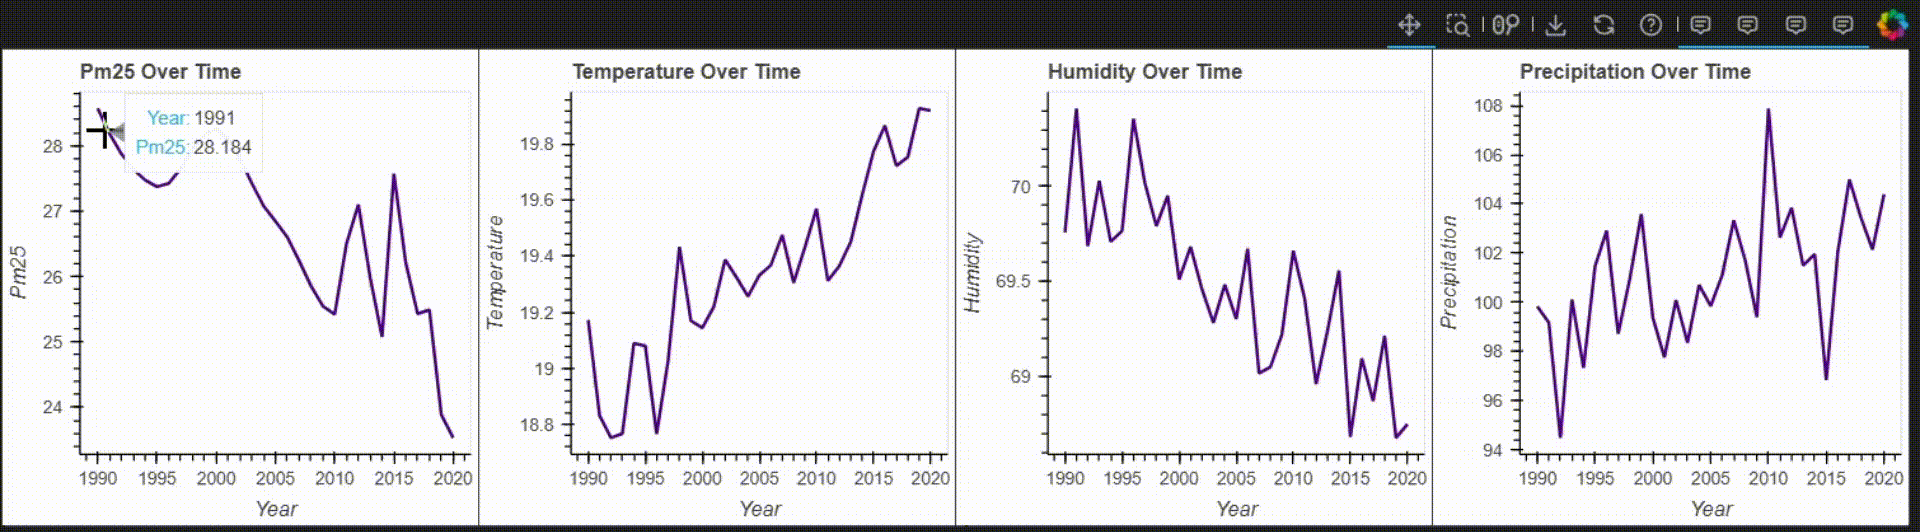 Pm25 Over Time
Year: 1991
Pm25: 28.184
28
27
26
25
24
Pm25
1990 1995 2000 2005 2010 2015 2020
Year
Temperature Over Time
19.8
19.6
19.4
19.2
19
18.8
Temperature
1990 1995 2000 2005 2010 2015 2020
Year
Humidity Over Time
70
69.5
69
Humidity
1990 1995 2000 2005 2010 2015 2020
Year
Precipitation Over Time
108
106
104
102
100
98
96
94
Precipitation
1990 1995 2000 2005 2010 2015 2020
Year